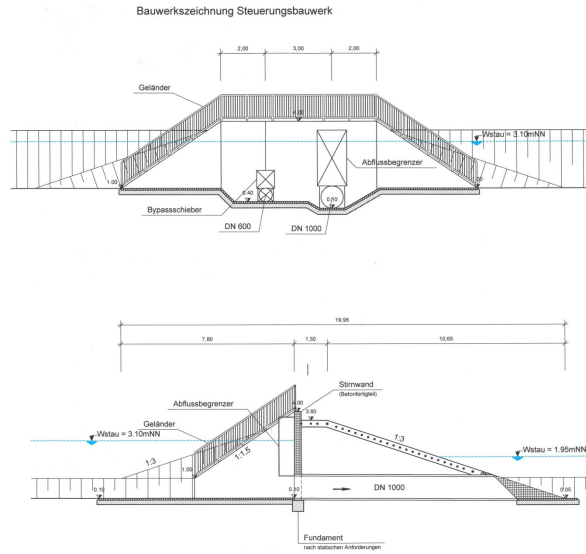 Bauwerkszeichnung Steuerungsbauwerk
2,00 3,00 2,00
Geländer
4.00
Wstau = 3.10mNN
Abflussbegrenzer
1.00
.00
0.40
0.10
Bypassschieber
DN 600
DN 1000
19,95
7,80 1,50 10,65
Stirnwand
(Betonfertigteil)
Abflussbegrenzer
4.00
3.60
Geländer
Wstau = 3.10mNN
1:3
1:1,5
1:3
Wstau = 1.95mNN
1.00
0.10
0.10
DN 1000
0.05
Fundament
nach statischen Anforderungen